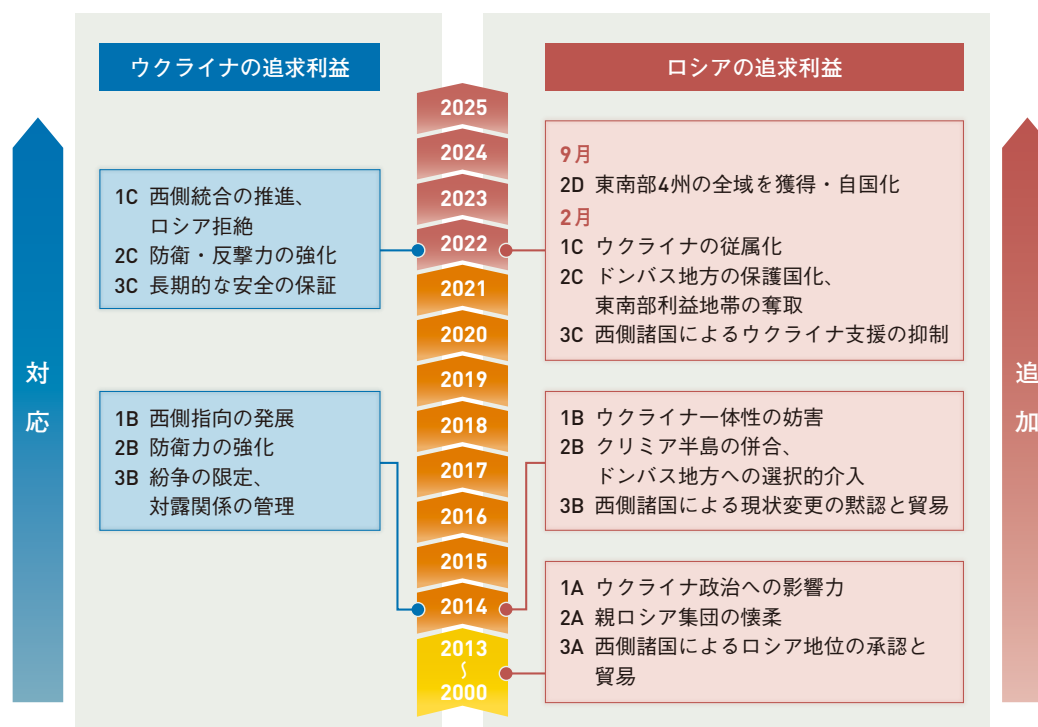 ウクライナの追求利益
ロシアの追求利益
対
応
1C 西側統合の推進、
ロシア拒絶
2C 防衛・反撃力の強化
3C 長期的な安全の保証
1B 西側指向の発展
2B 防衛力の強化
3B 紛争の限定、
対露関係の管理
2025
2024
2023
2022
2021
2020
2019
2018
2017
2016
2015
2014
2013
〜
2000
9月
2D 東南部4州の全域を獲得・自国化
2月
1C ウクライナの従属化
2C ドンバス地方の保護国化、
東南部利益地帯の奪取
3C 西側諸国によるウクライナ支援の抑制
1B ウクライナ一体性の妨害
2B クリミア半島の併合、
ドンバス地方への選択的介入
3B 西側諸国による現状変更の黙認と貿易
1A ウクライナ政治への影響力
2A 親ロシア集団の懐柔
3A 西側諸国によるロシア地位の承認と
貿易
追
加